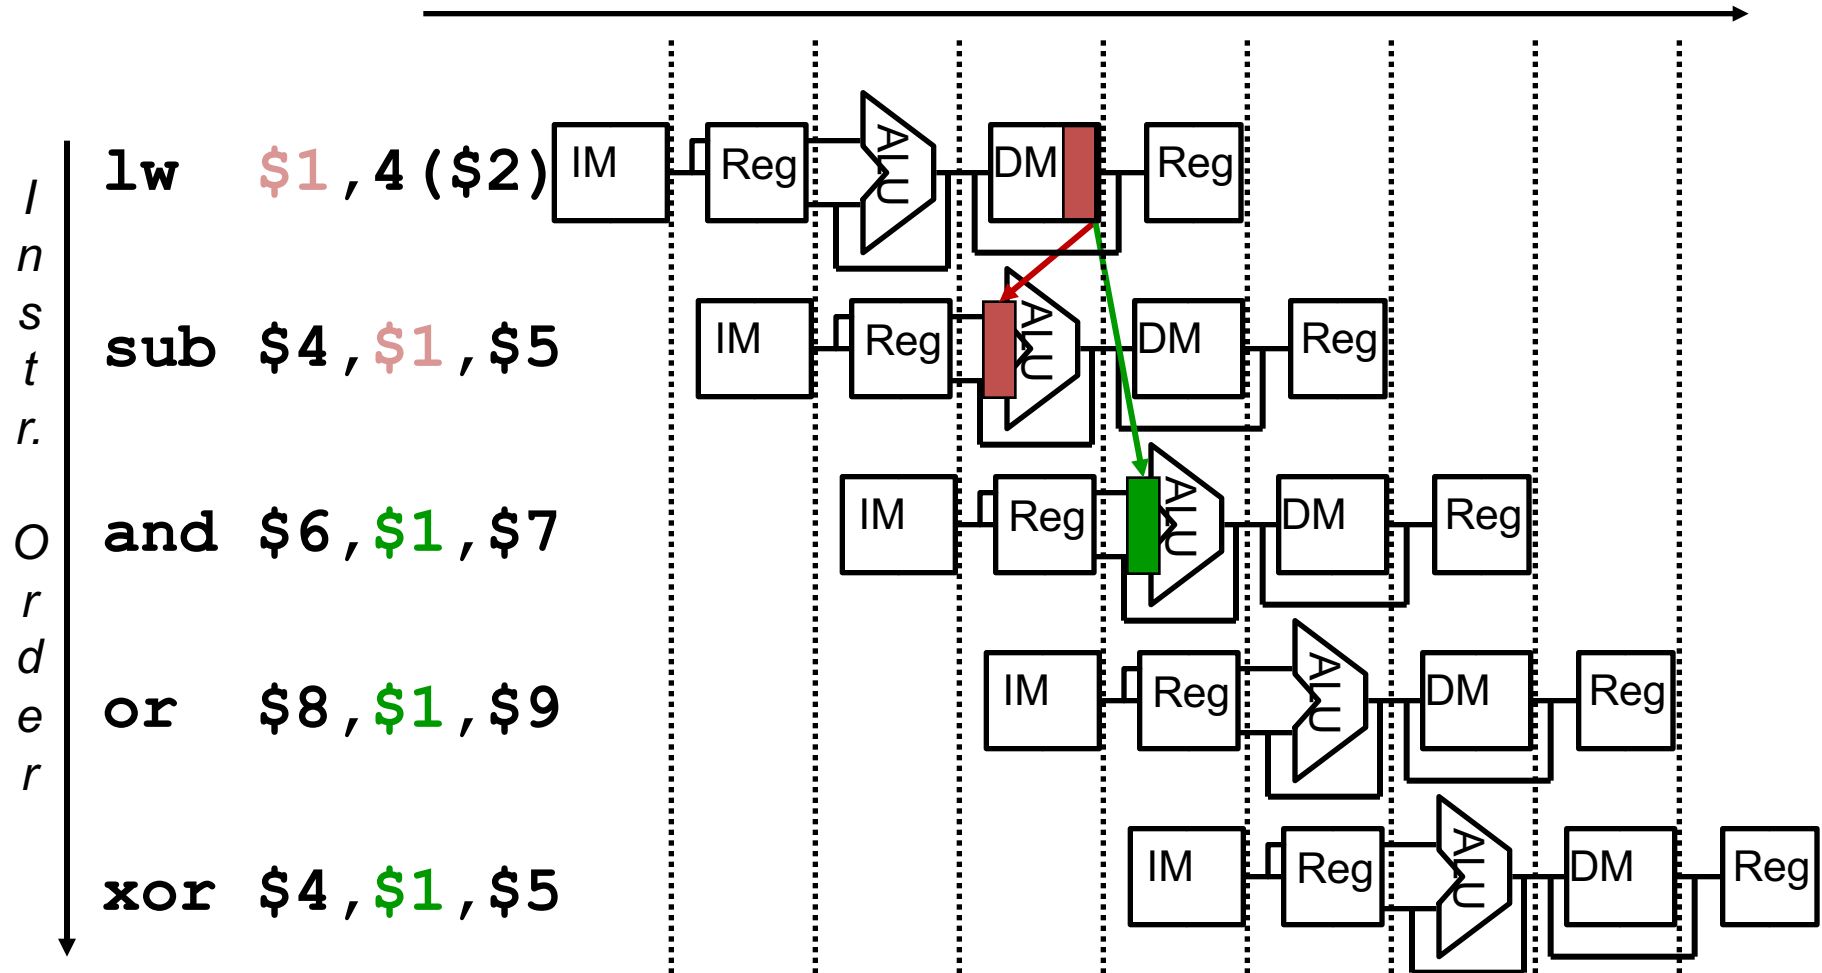 Instr. Order
lw $1,4($2) IM Reg ALU DM Reg
sub $4,$1,$5 IM Reg ALU DM Reg
and $6,$1,$7 IM Reg ALU DM Reg
or $8,$1,$9 IM Reg ALU DM Reg
xor $4,$1,$5 IM Reg ALU DM Reg